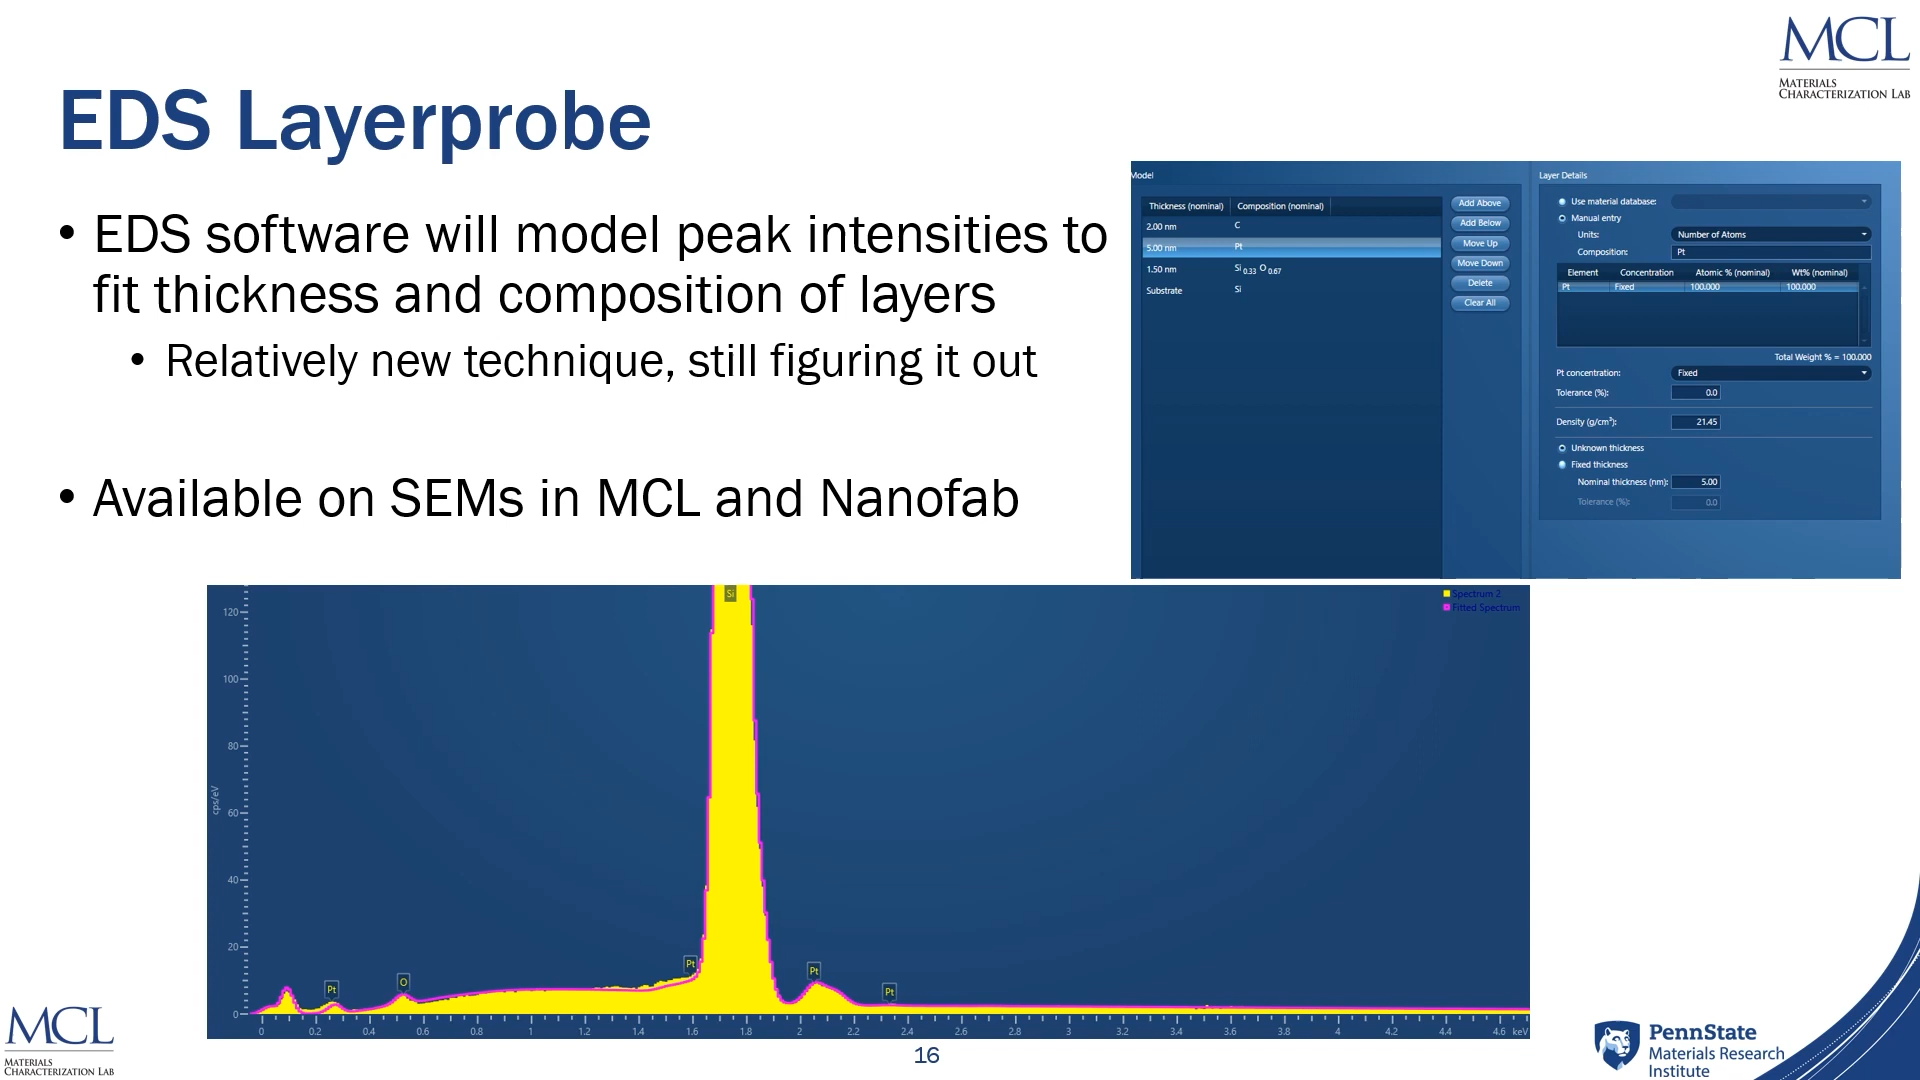 MCL
MATERIALS
CHARACTERIZATION LAB
EDS Layerprobe
• EDS software will model peak intensities to
fit thickness and composition of layers
• Relatively new technique, still figuring it out
• Available on SEMs in MCL and Nanofab
Model
Thickness (nominal) Composition (nominal)
2.00 nm C
5.00 nm Pt
1.50 nm Si 0.33 O 0.67
Substrate Si
Add Above
Add Below
Move Up
Move Down
Delete
Clear All
Layer Details
Use material database:
Manual entry
Units: Number of Atoms
Composition: Pt
Element Concentration Atomic % (nominal) Wt% (nominal)
Pt Fixed 100.000 100.000
Total Weight % = 100.000
Pt concentration: Fixed
Tolerance (%): 0.0
Density (g/cm³): 21.45
Unknown thickness
Fixed thickness
Nominal thickness (nm): 5.00
Tolerance (%): 0.0
Spectrum 2
Fitted Spectrum
Si
120
100
80
cps/eV
60
40
20
0
Pt
O
Pt
Pt
Pt
0 0.2 0.4 0.6 0.8 1 1.2 1.4 1.6 1.8 2 2.2 2.4 2.6 2.8 3 3.2 3.4 3.6 3.8 4 4.2 4.4 4.6 keV
MCL
MATERIALS
CHARACTERIZATION LAB
16
PennState
Materials Research
Institute